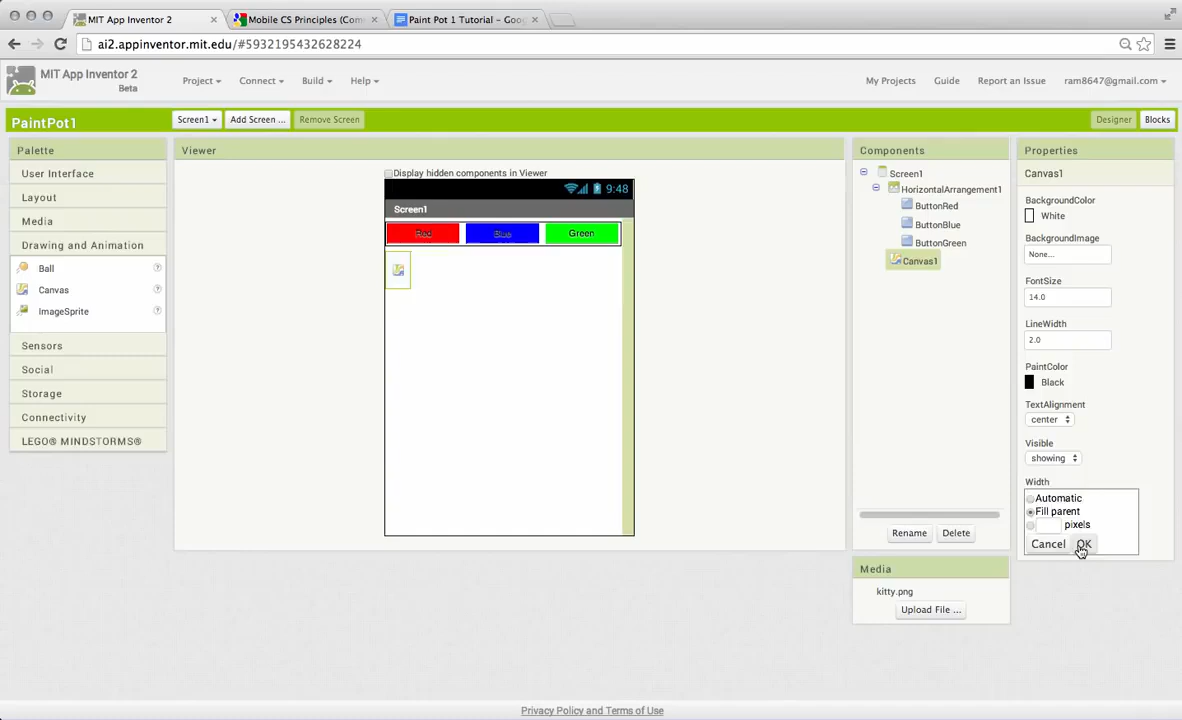 MIT App Inventor 2
Mobile CS Principles (Com
Paint Pot 1 Tutorial – Goog
ai2.appinventor.mit.edu/#5932195432628224
MIT App Inventor 2
Beta
Project
Connect
Build
Help
My Projects
Guide
Report an Issue
ram8647@gmail.com
PaintPot1
Screen1
Add Screen ...
Remove Screen
Designer
Blocks
Palette
User Interface
Layout
Media
Drawing and Animation
Ball
?
Canvas
?
ImageSprite
?
Sensors
Social
Storage
Connectivity
LEGO® MINDSTORMS®
Viewer
Display hidden components in Viewer
9:48
Screen1
Red
Blue
Green
Components
Screen1
HorizontalArrangement1
ButtonRed
ButtonBlue
ButtonGreen
Canvas1
Rename
Delete
Media
kitty.png
Upload File ...
Properties
Canvas1
BackgroundColor
White
BackgroundImage
None...
FontSize
14.0
LineWidth
2.0
PaintColor
Black
TextAlignment
center
Visible
showing
Width
Automatic
Fill parent
pixels
Cancel
OK
Privacy Policy and Terms of Use